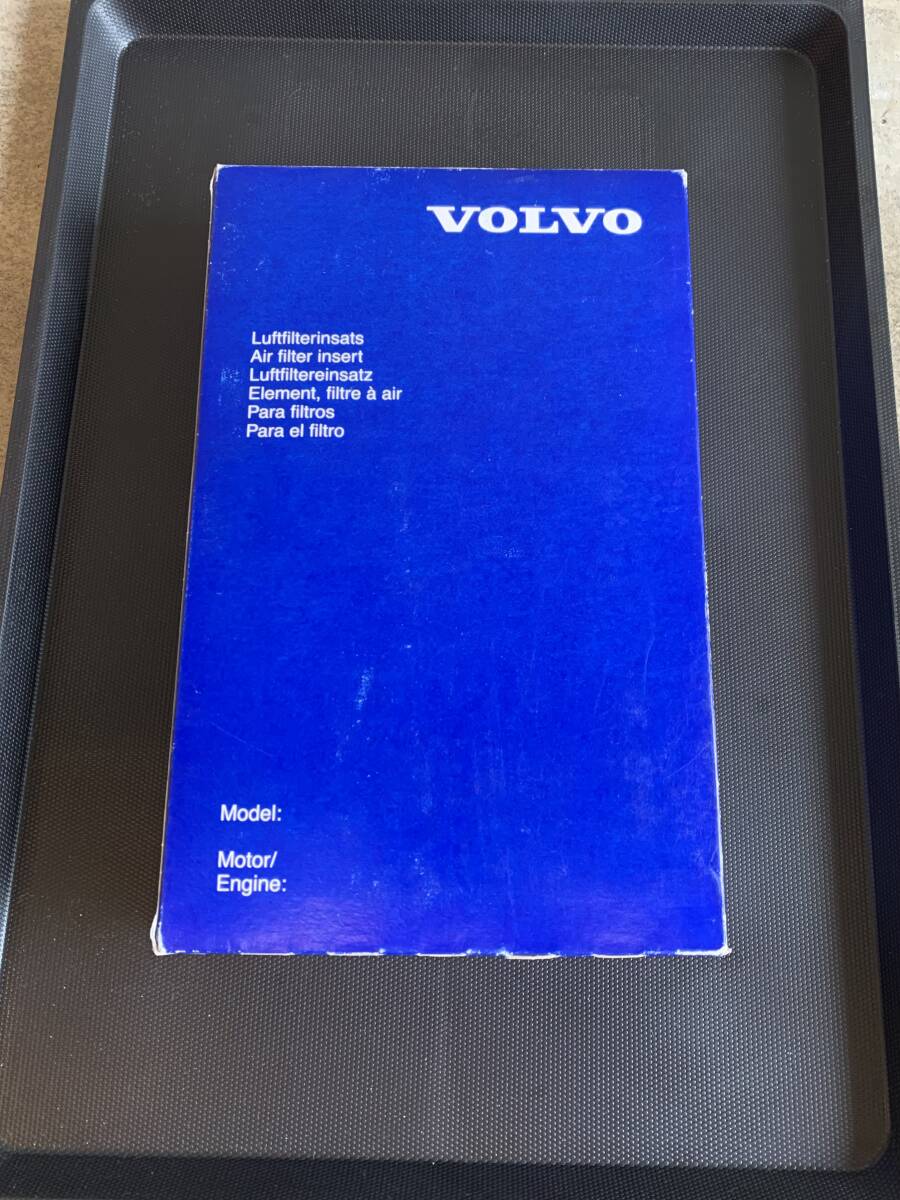 VOLVO
Luftfilterinsats
Air filter insert
Luftfiltereinsatz
Element, filtre à air
Para filtros
Para el filtro
Model:
Motor/
Engine: